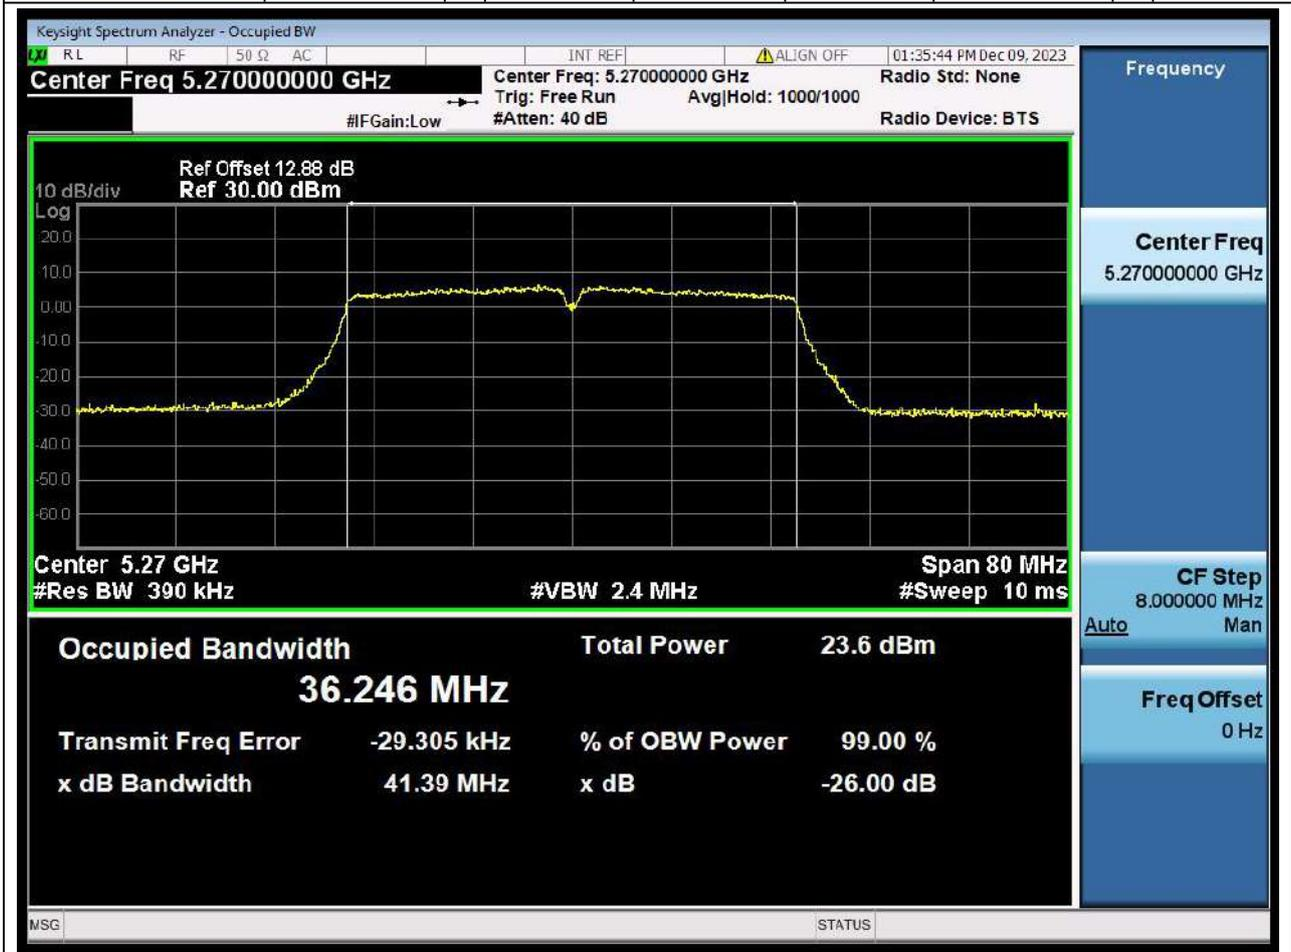 Keysight Spectrum Analyzer - Occupied BW
LXI RL RF 50 Ω AC INT REF ALIGN OFF 01:35:44 PM Dec 09, 2023
Center Freq 5.270000000 GHz
Center Freq: 5.270000000 GHz
Radio Std: None
Trig: Free Run Avg|Hold: 1000/1000
#IFGain:Low
#Atten: 40 dB
Radio Device: BTS
Ref Offset 12.88 dB
10 dB/div Ref 30.00 dBm
Log
20.0
10.0
0.00
-10.0
-20.0
-30.0
-40.0
-50.0
-60.0
Center 5.27 GHz Span 80 MHz
#Res BW 390 kHz #VBW 2.4 MHz #Sweep 10 ms
Occupied Bandwidth Total Power 23.6 dBm
36.246 MHz
Transmit Freq Error -29.305 kHz % of OBW Power 99.00 %
x dB Bandwidth 41.39 MHz x dB -26.00 dB
MSG STATUS
Frequency
Center Freq
5.270000000 GHz
CF Step
8.000000 MHz
Auto Man
Freq Offset
0 Hz